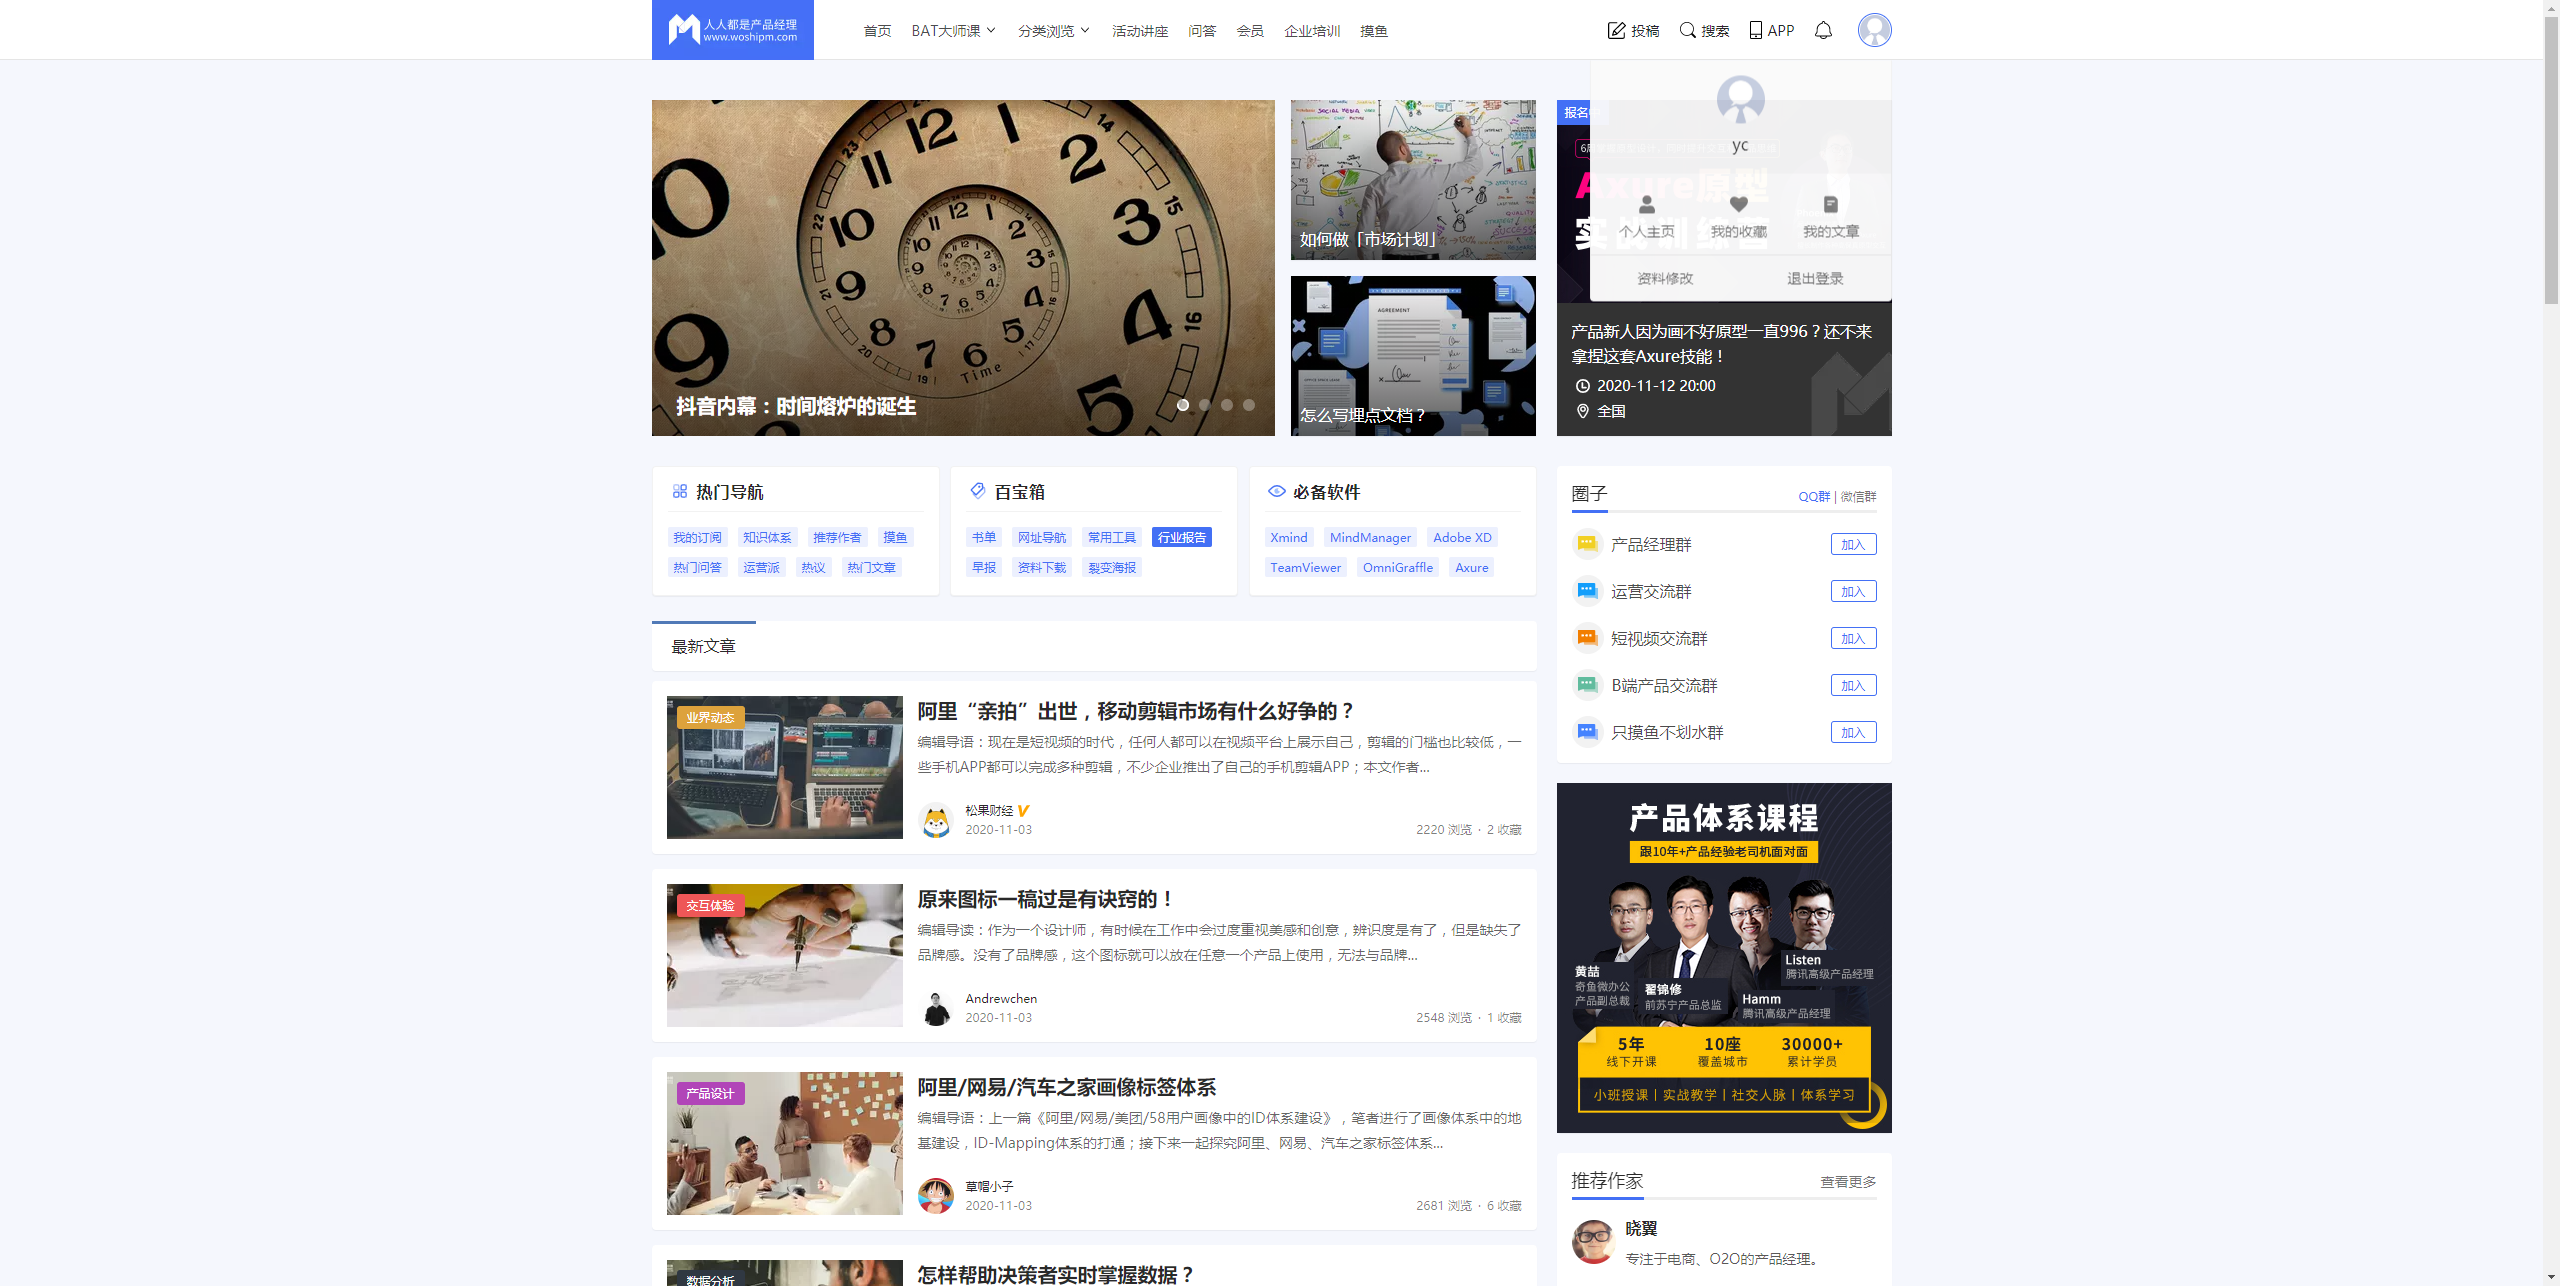 人人都是产品经理
www.woshipm.com
首页 BAT大师课 分类浏览 活动讲座 问答 会员 企业培训 摸鱼
投稿 搜索 APP
yc
个人主页 我的收藏 我的文章
资料修改 退出登录
抖音内幕：时间熔炉的诞生
如何做「市场计划」
AGREEMENT
怎么写埋点文档？
报名
Axure原型
实战训练营
产品新人因为画不好原型一直996？还不来
拿捏这套Axure技能！
2020-11-12 20:00
全国
热门导航
我的订阅 知识体系 推荐作者 摸鱼
热门问答 运营派 热议 热门文章
百宝箱
书单 网址导航 常用工具 行业报告
早报 资料下载 裂变海报
必备软件
Xmind MindManager Adobe XD
TeamViewer OmniGraffle Axure
圈子 QQ群 | 微信群
产品经理群 加入
运营交流群 加入
短视频交流群 加入
B端产品交流群 加入
只摸鱼不划水群 加入
最新文章
业界动态
阿里“亲拍”出世，移动剪辑市场有什么好争的？
编辑导语：现在是短视频的时代，任何人都可以在视频平台上展示自己，剪辑的门槛也比较低，一
些手机APP都可以完成多种剪辑，不少企业推出了自己的手机剪辑APP；本文作者...
松果财经
2020-11-03 2220 浏览 · 2 收藏
交互体验
原来图标一稿过是有诀窍的！
编辑导读：作为一个设计师，有时候在工作中会过度重视美感和创意，辨识度是有了，但是缺失了
品牌感。没有了品牌感，这个图标就可以放在任意一个产品上使用，无法与品牌...
Andrewchen
2020-11-03 2548 浏览 · 1 收藏
产品设计
阿里/网易/汽车之家画像标签体系
编辑导语：上一篇《阿里/网易/美团/58用户画像中的ID体系建设》，笔者进行了画像体系中的地
基建设，ID-Mapping体系的打通；接下来一起探究阿里、网易、汽车之家标签体系...
草帽小子
2020-11-03 2681 浏览 · 6 收藏
数据分析
怎样帮助决策者实时掌握数据？
产品体系课程
跟10年+产品经验老司机面对面
黄喆
奇鱼微办公
产品副总裁
翟锦修
前苏宁产品总监
Listen
腾讯高级产品经理
Hamm
腾讯高级产品经理
5年 10座 30000+
线下开课 覆盖城市 累计学员
小班授课 | 实战教学 | 社交人脉 | 体系学习
推荐作家 查看更多
晓翼
专注于电商、O2O的产品经理。